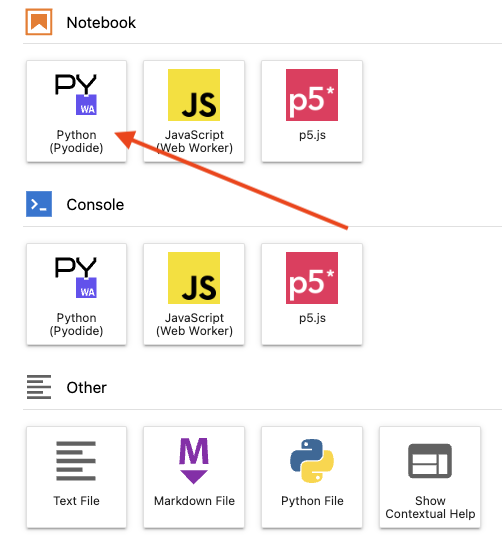 Notebook
PY
WA
JS
p5*
Python
(Pyodide)
JavaScript
(Web Worker)
p5.js
>_
Console
PY
WA
JS
p5*
Python
(Pyodide)
JavaScript
(Web Worker)
p5.js
Other
M
Text File
Markdown File
Python File
Show
Contextual Help